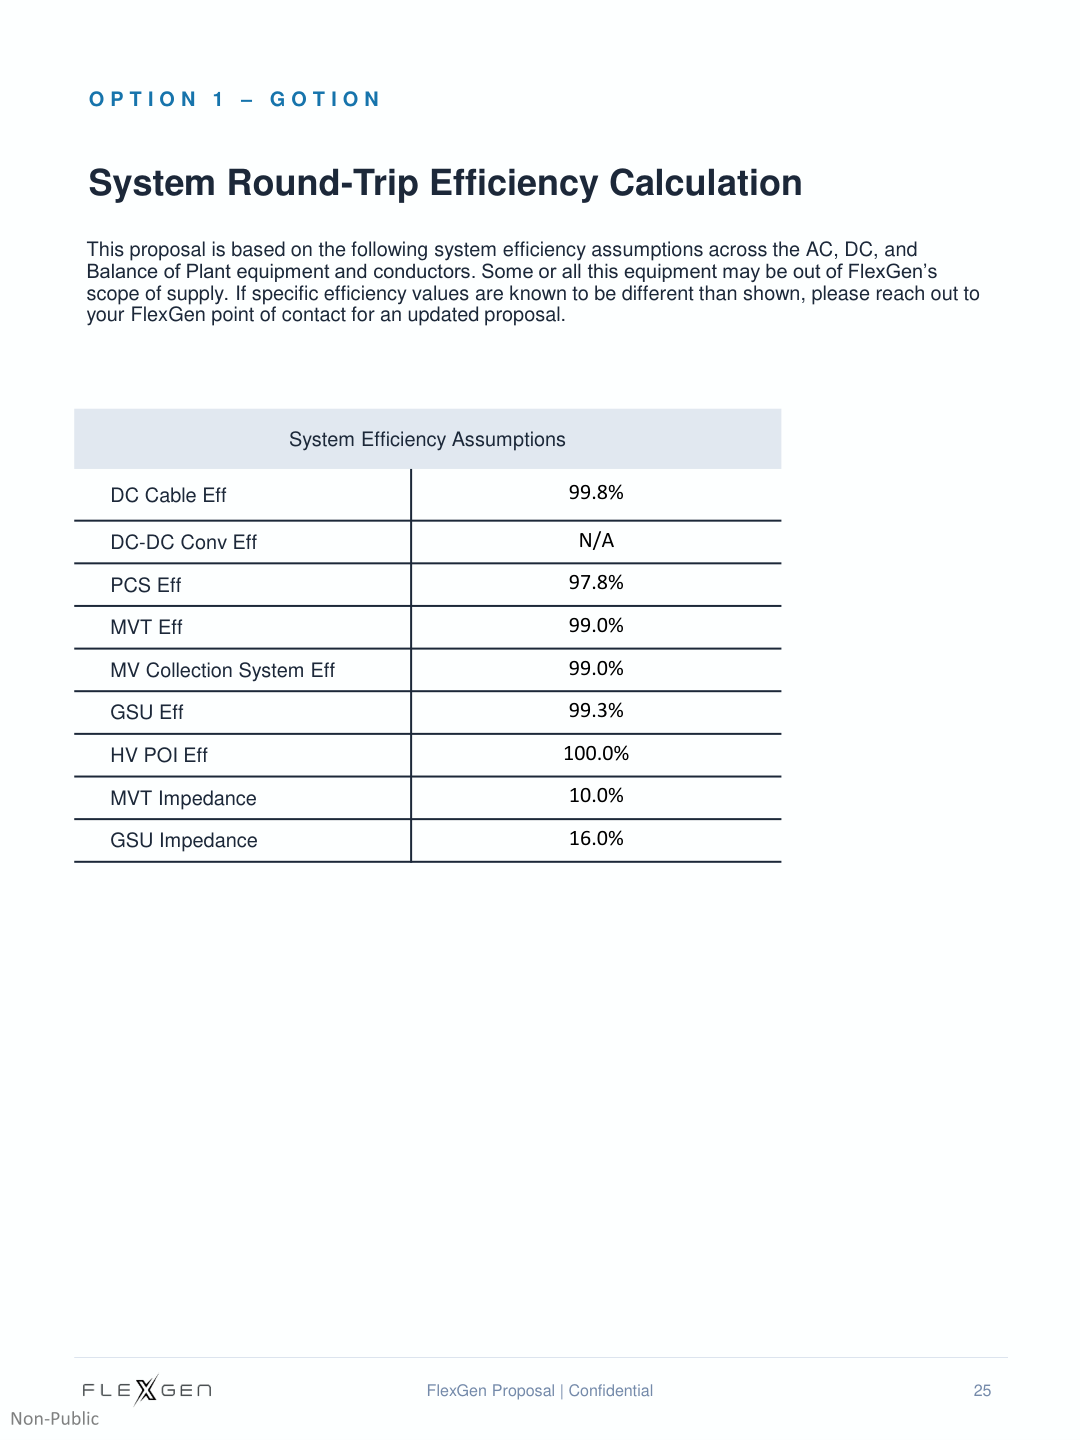 OPTION 1 – GOTION
System Round-Trip Efficiency Calculation
This proposal is based on the following system efficiency assumptions across the AC, DC, and
Balance of Plant equipment and conductors. Some or all this equipment may be out of FlexGen’s
scope of supply. If specific efficiency values are known to be different than shown, please reach out to
your FlexGen point of contact for an updated proposal.
System Efficiency Assumptions
DC Cable Eff 99.8%
DC-DC Conv Eff N/A
PCS Eff 97.8%
MVT Eff 99.0%
MV Collection System Eff 99.0%
GSU Eff 99.3%
HV POI Eff 100.0%
MVT Impedance 10.0%
GSU Impedance 16.0%
FLEXGEN FlexGen Proposal | Confidential 25
Non-Public